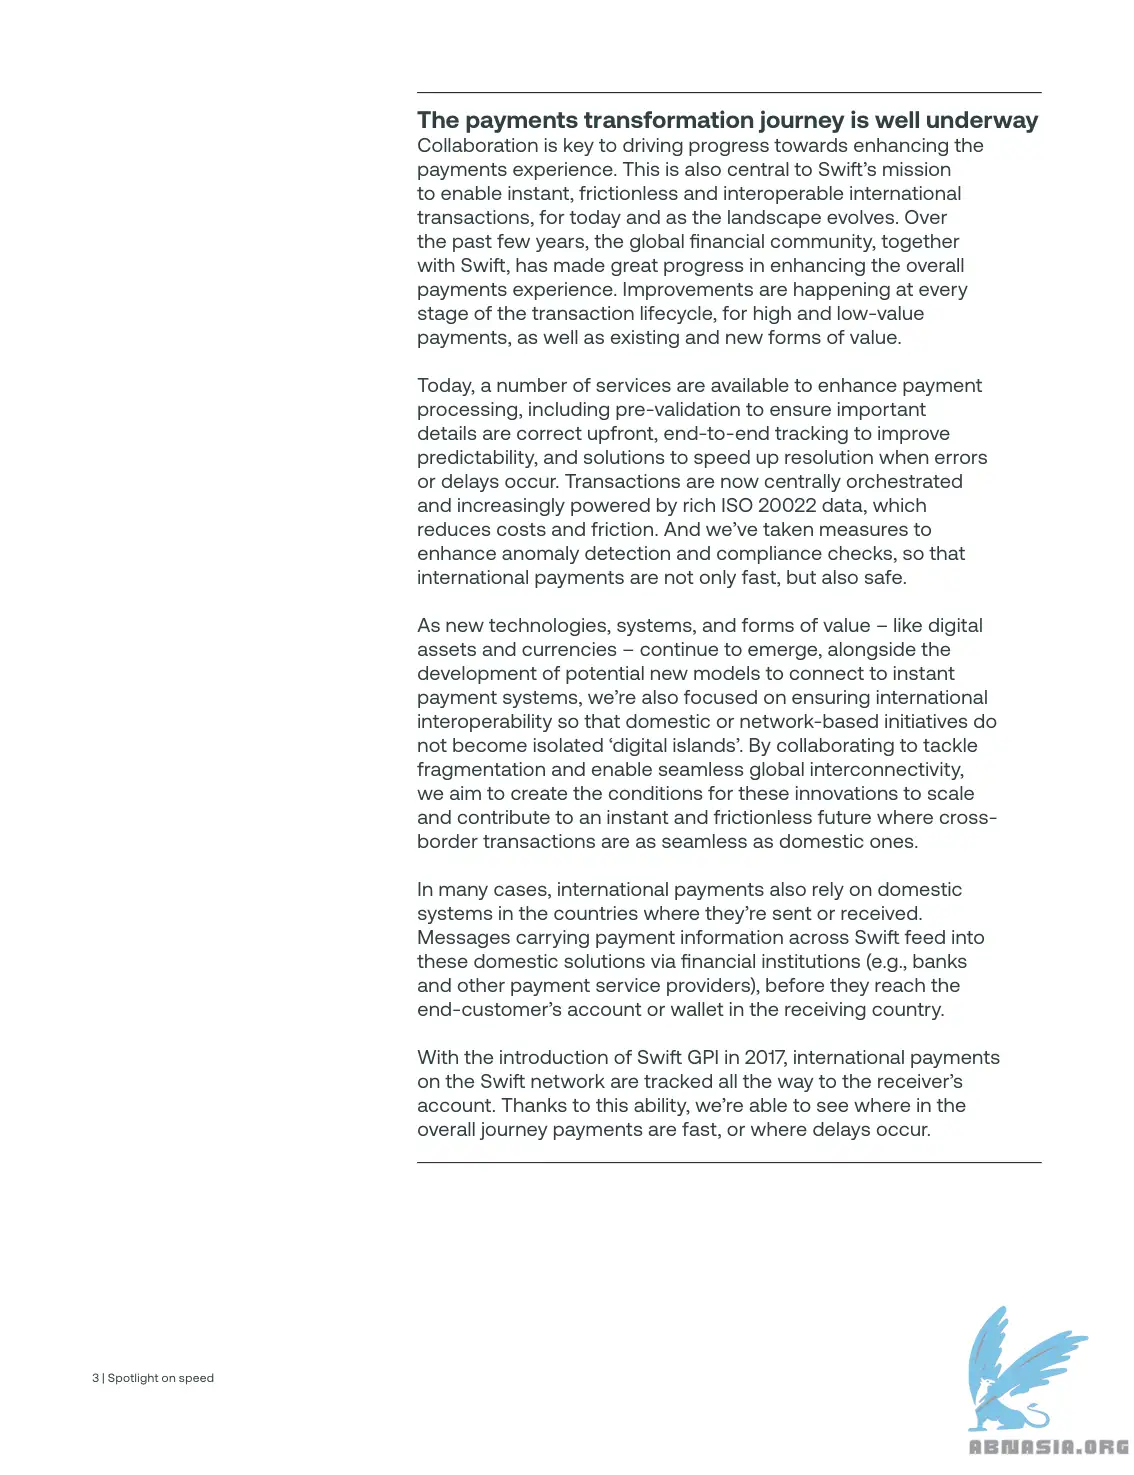 The payments transformation journey is well underway
Collaboration is key to driving progress towards enhancing the
payments experience. This is also central to Swift’s mission
to enable instant, frictionless and interoperable international
transactions, for today and as the landscape evolves. Over
the past few years, the global financial community, together
with Swift, has made great progress in enhancing the overall
payments experience. Improvements are happening at every
stage of the transaction lifecycle, for high and low-value
payments, as well as existing and new forms of value.
Today, a number of services are available to enhance payment
processing, including pre-validation to ensure important
details are correct upfront, end-to-end tracking to improve
predictability, and solutions to speed up resolution when errors
or delays occur. Transactions are now centrally orchestrated
and increasingly powered by rich ISO 20022 data, which
reduces costs and friction. And we’ve taken measures to
enhance anomaly detection and compliance checks, so that
international payments are not only fast, but also safe.
As new technologies, systems, and forms of value – like digital
assets and currencies – continue to emerge, alongside the
development of potential new models to connect to instant
payment systems, we’re also focused on ensuring international
interoperability so that domestic or network-based initiatives do
not become isolated ‘digital islands’. By collaborating to tackle
fragmentation and enable seamless global interconnectivity,
we aim to create the conditions for these innovations to scale
and contribute to an instant and frictionless future where cross-
border transactions are as seamless as domestic ones.
In many cases, international payments also rely on domestic
systems in the countries where they’re sent or received.
Messages carrying payment information across Swift feed into
these domestic solutions via financial institutions (e.g., banks
and other payment service providers), before they reach the
end-customer’s account or wallet in the receiving country.
With the introduction of Swift GPI in 2017, international payments
on the Swift network are tracked all the way to the receiver’s
account. Thanks to this ability, we’re able to see where in the
overall journey payments are fast, or where delays occur.
3 | Spotlight on speed
ABNASIA.ORG